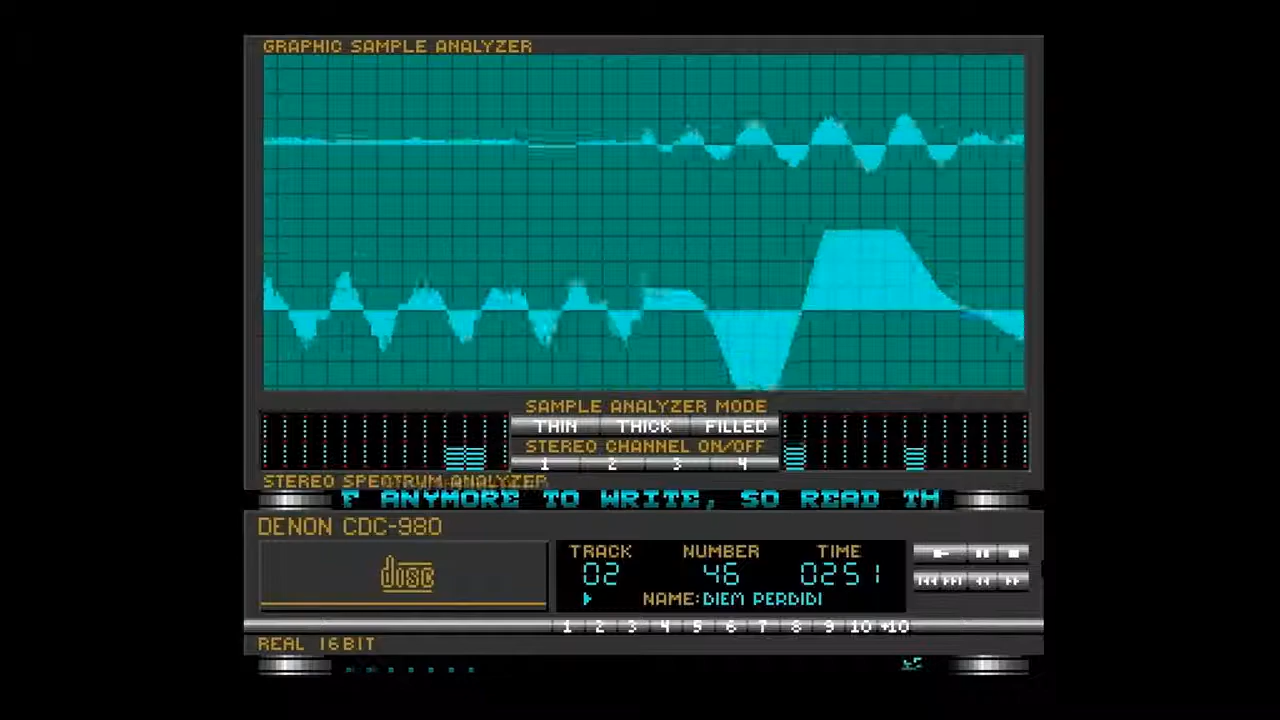 GRAPHIC SAMPLE ANALYZER
SAMPLE ANALYZER MODE
THIN THICK FILLED
STEREO CHANNEL ON/OFF
1 2 3 4
STEREO SPECTRUM ANALYZER
F ANYMORE TO WRITE, SO READ TH
DENON CDC-980
disc
TRACK NUMBER TIME
02 46 0251
NAME:DIEM PERDIDI
1 2 3 4 5 6 7 8 9 10 +10
REAL 16BIT